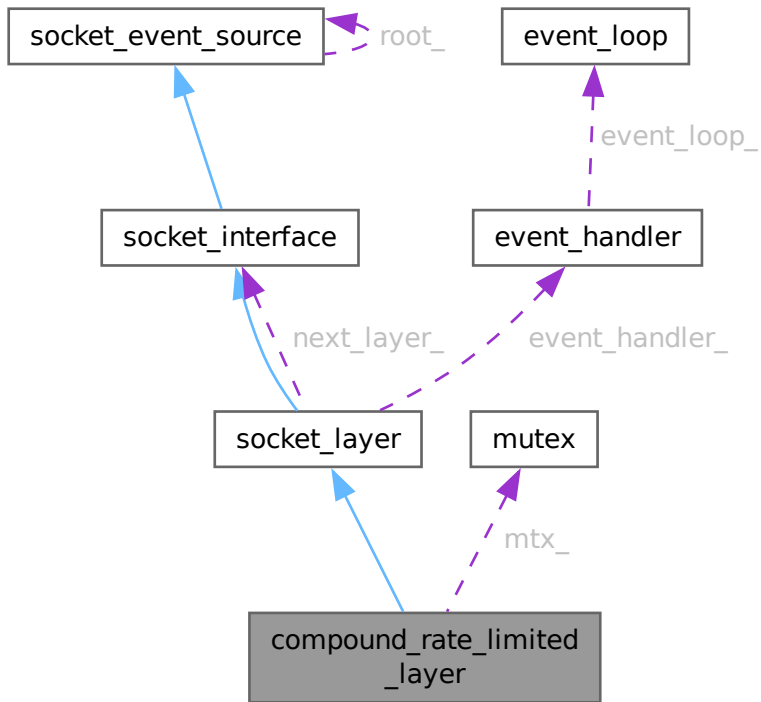 socket_event_source
root_
event_loop
event_loop_
socket_interface
event_handler
next_layer_
event_handler_
socket_layer
mutex
mtx_
compound_rate_limited
_layer